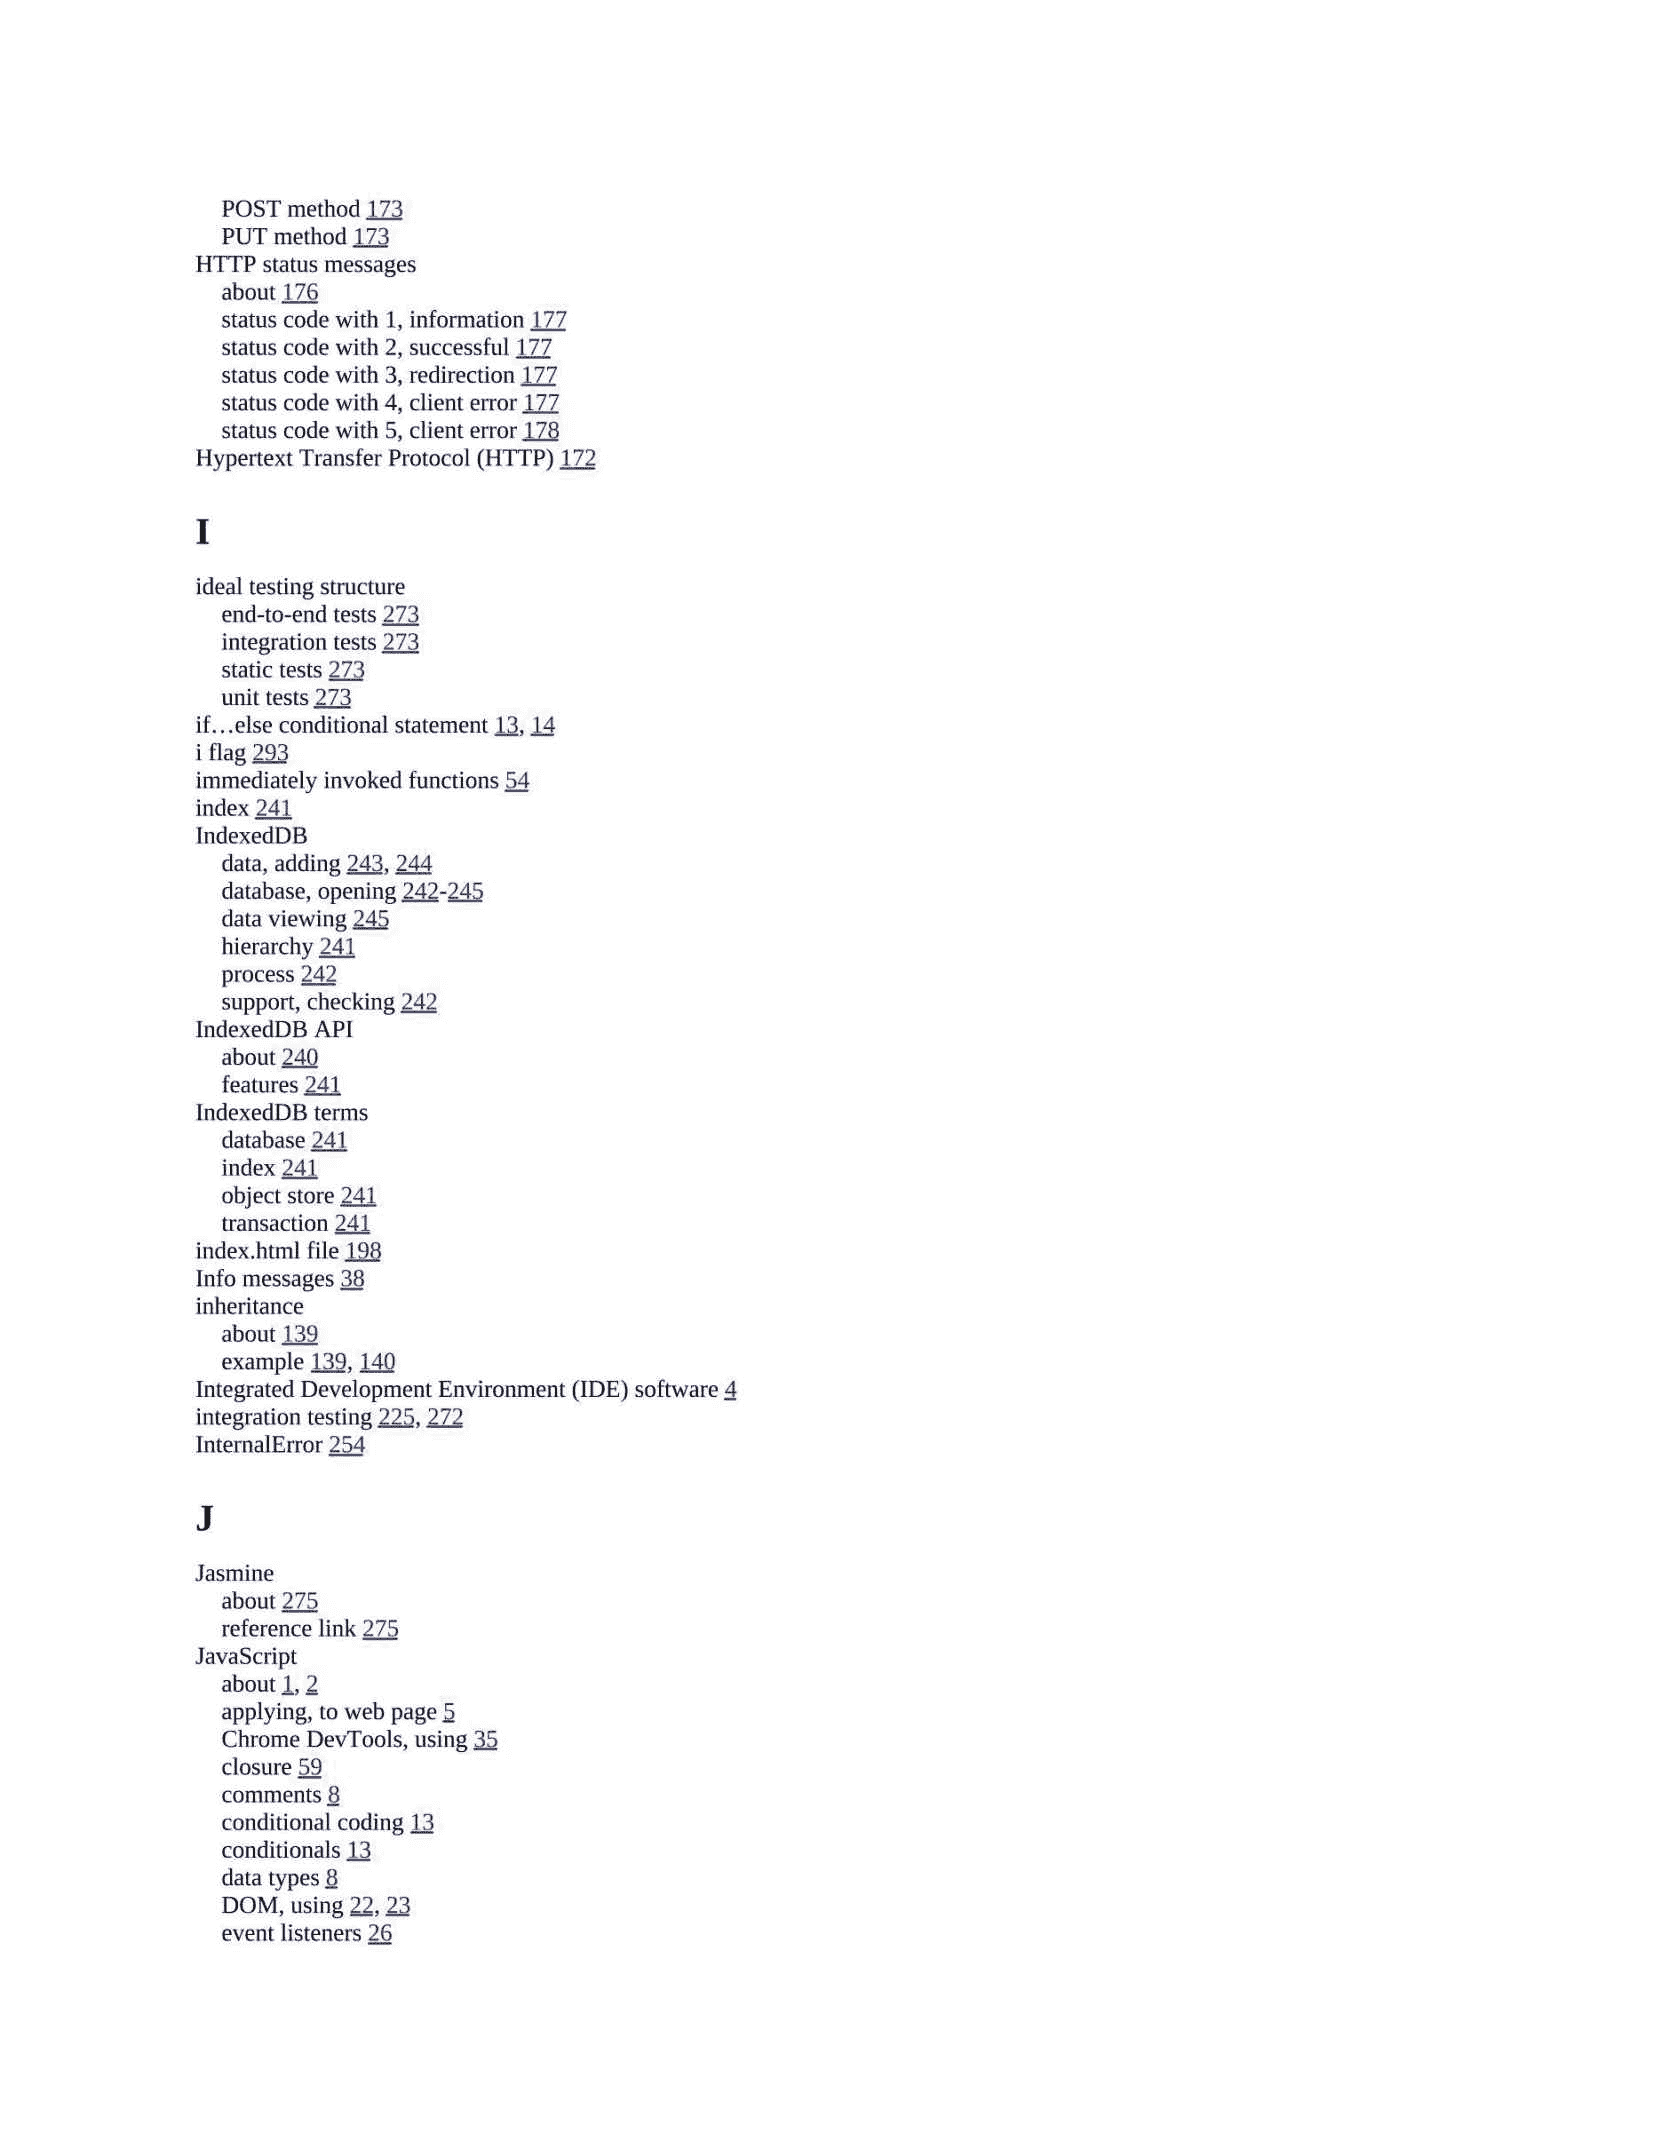 POST method 173
PUT method 173
HTTP status messages
about 176
status code with 1, information 177
status code with 2, successful 177
status code with 3, redirection 177
status code with 4, client error 177
status code with 5, client error 178
Hypertext Transfer Protocol (HTTP) 172
I
ideal testing structure
end-to-end tests 273
integration tests 273
static tests 273
unit tests 273
if…else conditional statement 13, 14
i flag 293
immediately invoked functions 54
index 241
IndexedDB
data, adding 243, 244
database, opening 242-245
data viewing 245
hierarchy 241
process 242
support, checking 242
IndexedDB API
about 240
features 241
IndexedDB terms
database 241
index 241
object store 241
transaction 241
index.html file 198
Info messages 38
inheritance
about 139
example 139, 140
Integrated Development Environment (IDE) software 4
integration testing 225, 272
InternalError 254
J
Jasmine
about 275
reference link 275
JavaScript
about 1, 2
applying, to web page 5
Chrome DevTools, using 35
closure 59
comments 8
conditional coding 13
conditionals 13
data types 8
DOM, using 22, 23
event listeners 26